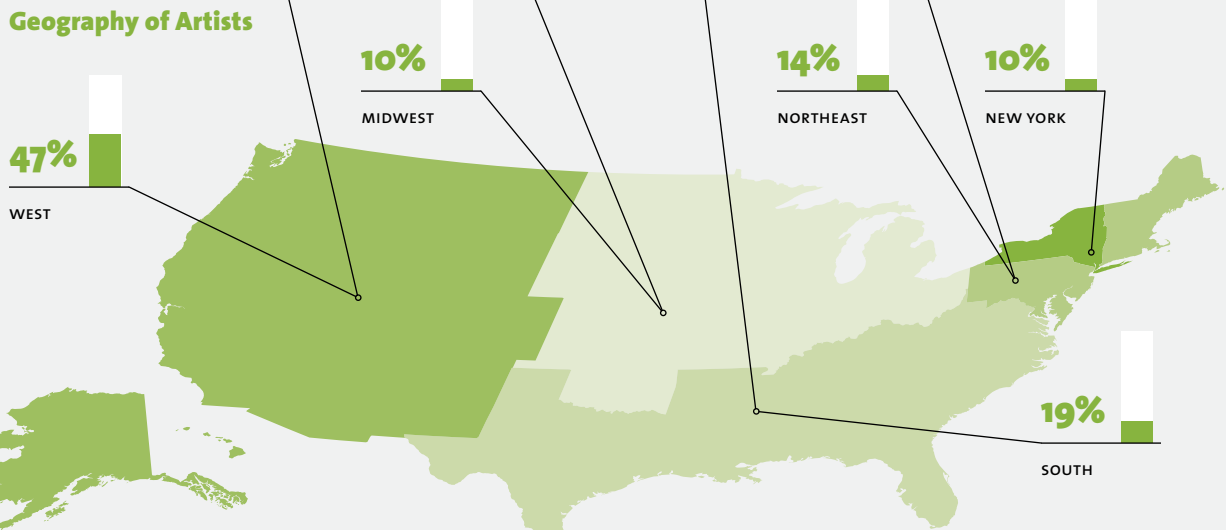 Geography of Artists
47%
WEST
10%
MIDWEST
14%
NORTHEAST
10%
NEW YORK
19%
SOUTH